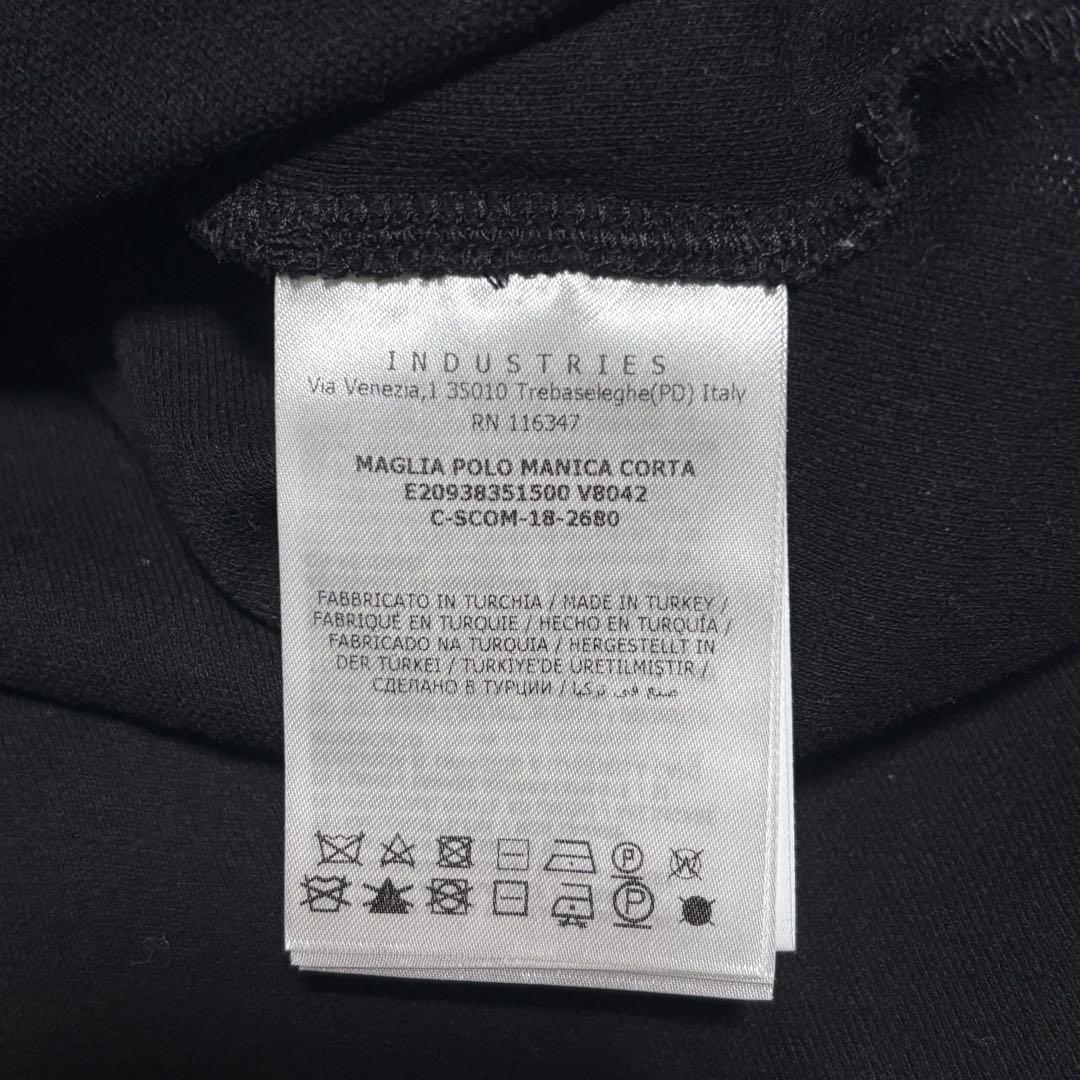 INDUSTRIES
Via Venezia,1 35010 Trebaseleghe(PD) Italy
RN 116347
MAGLIA POLO MANICA CORTA
E20938351500 V8042
C-SCOM-18-2680
FABBRICATO IN TURCHIA / MADE IN TURKEY /
FABRIQUÉ EN TURQUIE / HECHO EN TURQUÍA /
FABRICADO NA TURQUIA / HERGESTELLT IN
DER TURKEI / TURKIYE'DE URETILMISTIR /
СДЕЛАНО В ТУРЦИИ / صنع في تركيا
P W
P